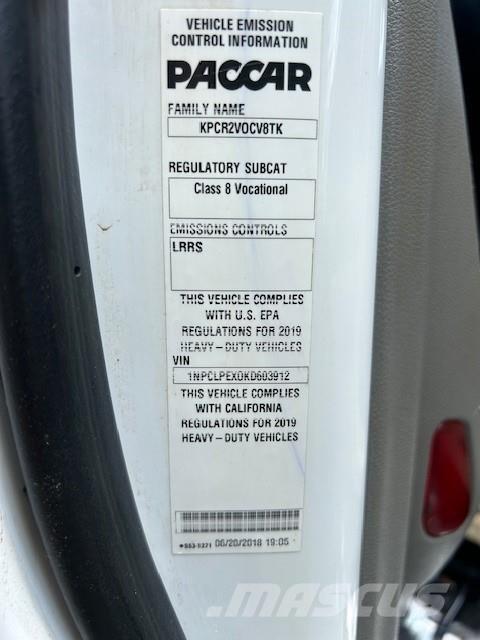 VEHICLE EMISSION
CONTROL INFORMATION
PACCAR
FAMILY NAME
KPCR2VOCV8TK
REGULATORY SUBCAT
Class 8 Vocational
EMISSIONS CONTROLS
LRRS
THIS VEHICLE COMPLIES
WITH U.S. EPA
REGULATIONS FOR 2019
HEAVY-DUTY VEHICLES
VIN
1NPCLPEX0KD603912
THIS VEHICLE COMPLIES
WITH CALIFORNIA
REGULATIONS FOR 2019
HEAVY-DUTY VEHICLES
06/20/2018 19:05
MASCUS